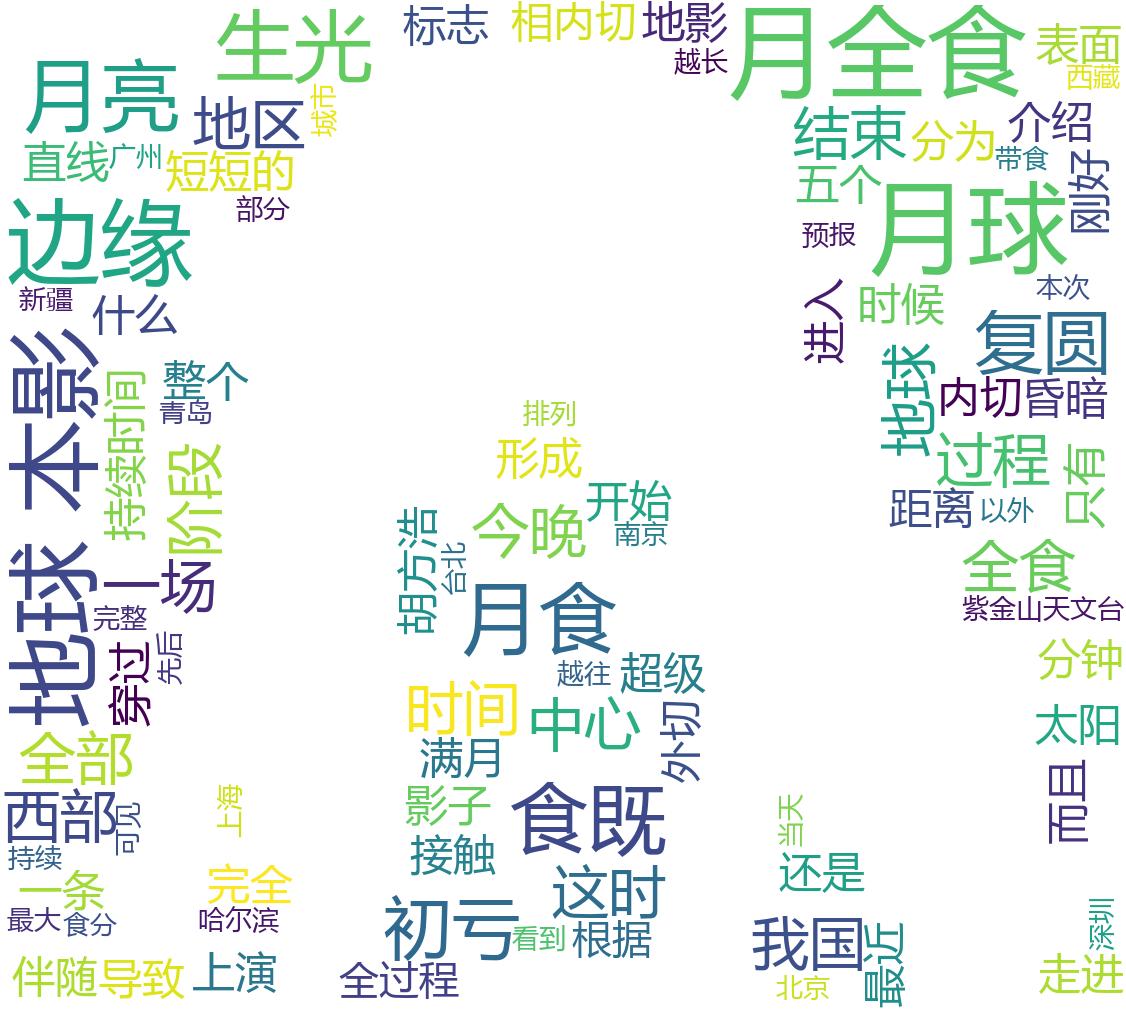 生光
标志
相内切
地影
越长
月全食
表面
西藏
月亮
地区
城市
结束
分为
介绍
带食
直线
广州
短短的
部分
五个
刚好
边缘
预报
月球
新疆
什么
进入
时候
本次
复圆
地球
本影
持续时间
整个
青岛
地球
内切
昏暗
排列
形成
阶段
过程
只有
开始
南京
今晚
距离
以外
胡方浩
台北
一场
完整
全食
紫金山天文台
月食
穿过
先后
越往
超级
分钟
时间
中心
外切
太阳
全部
满月
西部
可见
上海
影子
食既
当天
而且
持续
接触
还是
一条
完全
这时
最大
食分
哈尔滨
初亏
看到
根据
我国
最近
深圳
伴随
导致
上演
全过程
北京
走进